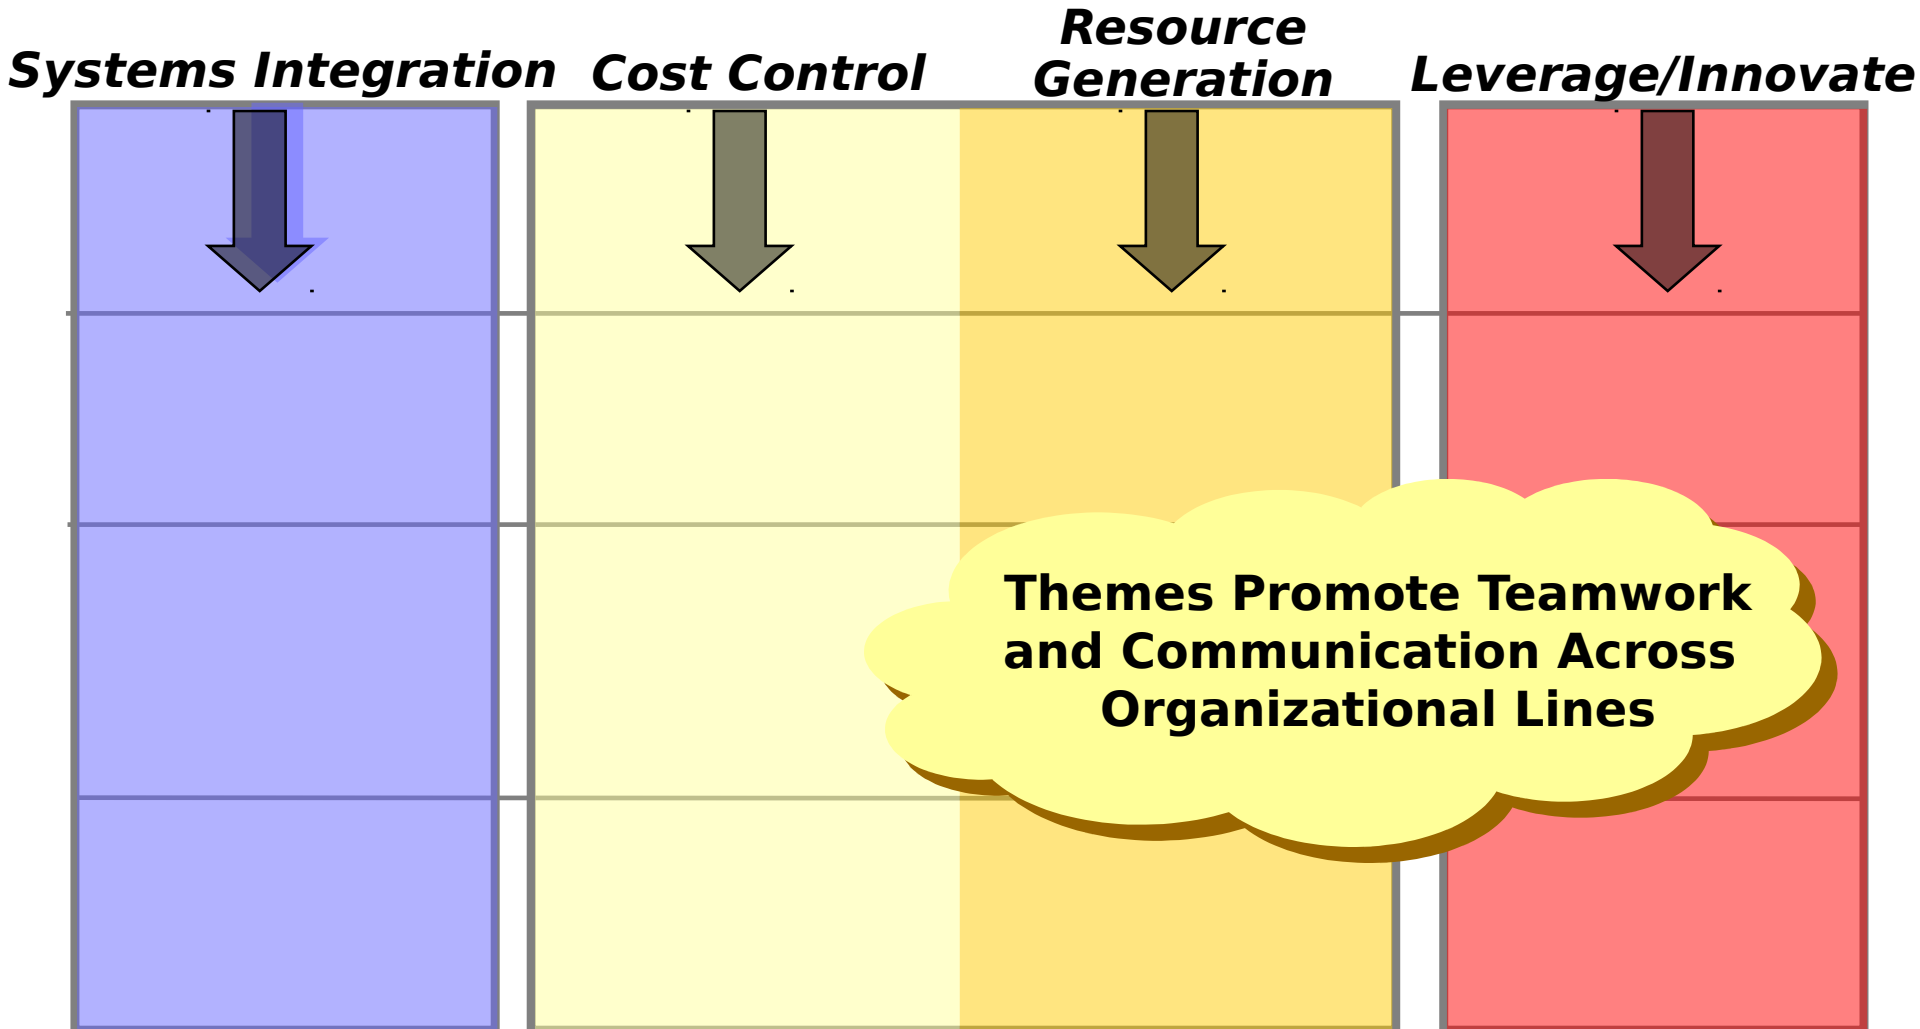 Systems Integration
Cost Control
Resource
Generation
Leverage/Innovate
Themes Promote Teamwork
and Communication Across
Organizational Lines